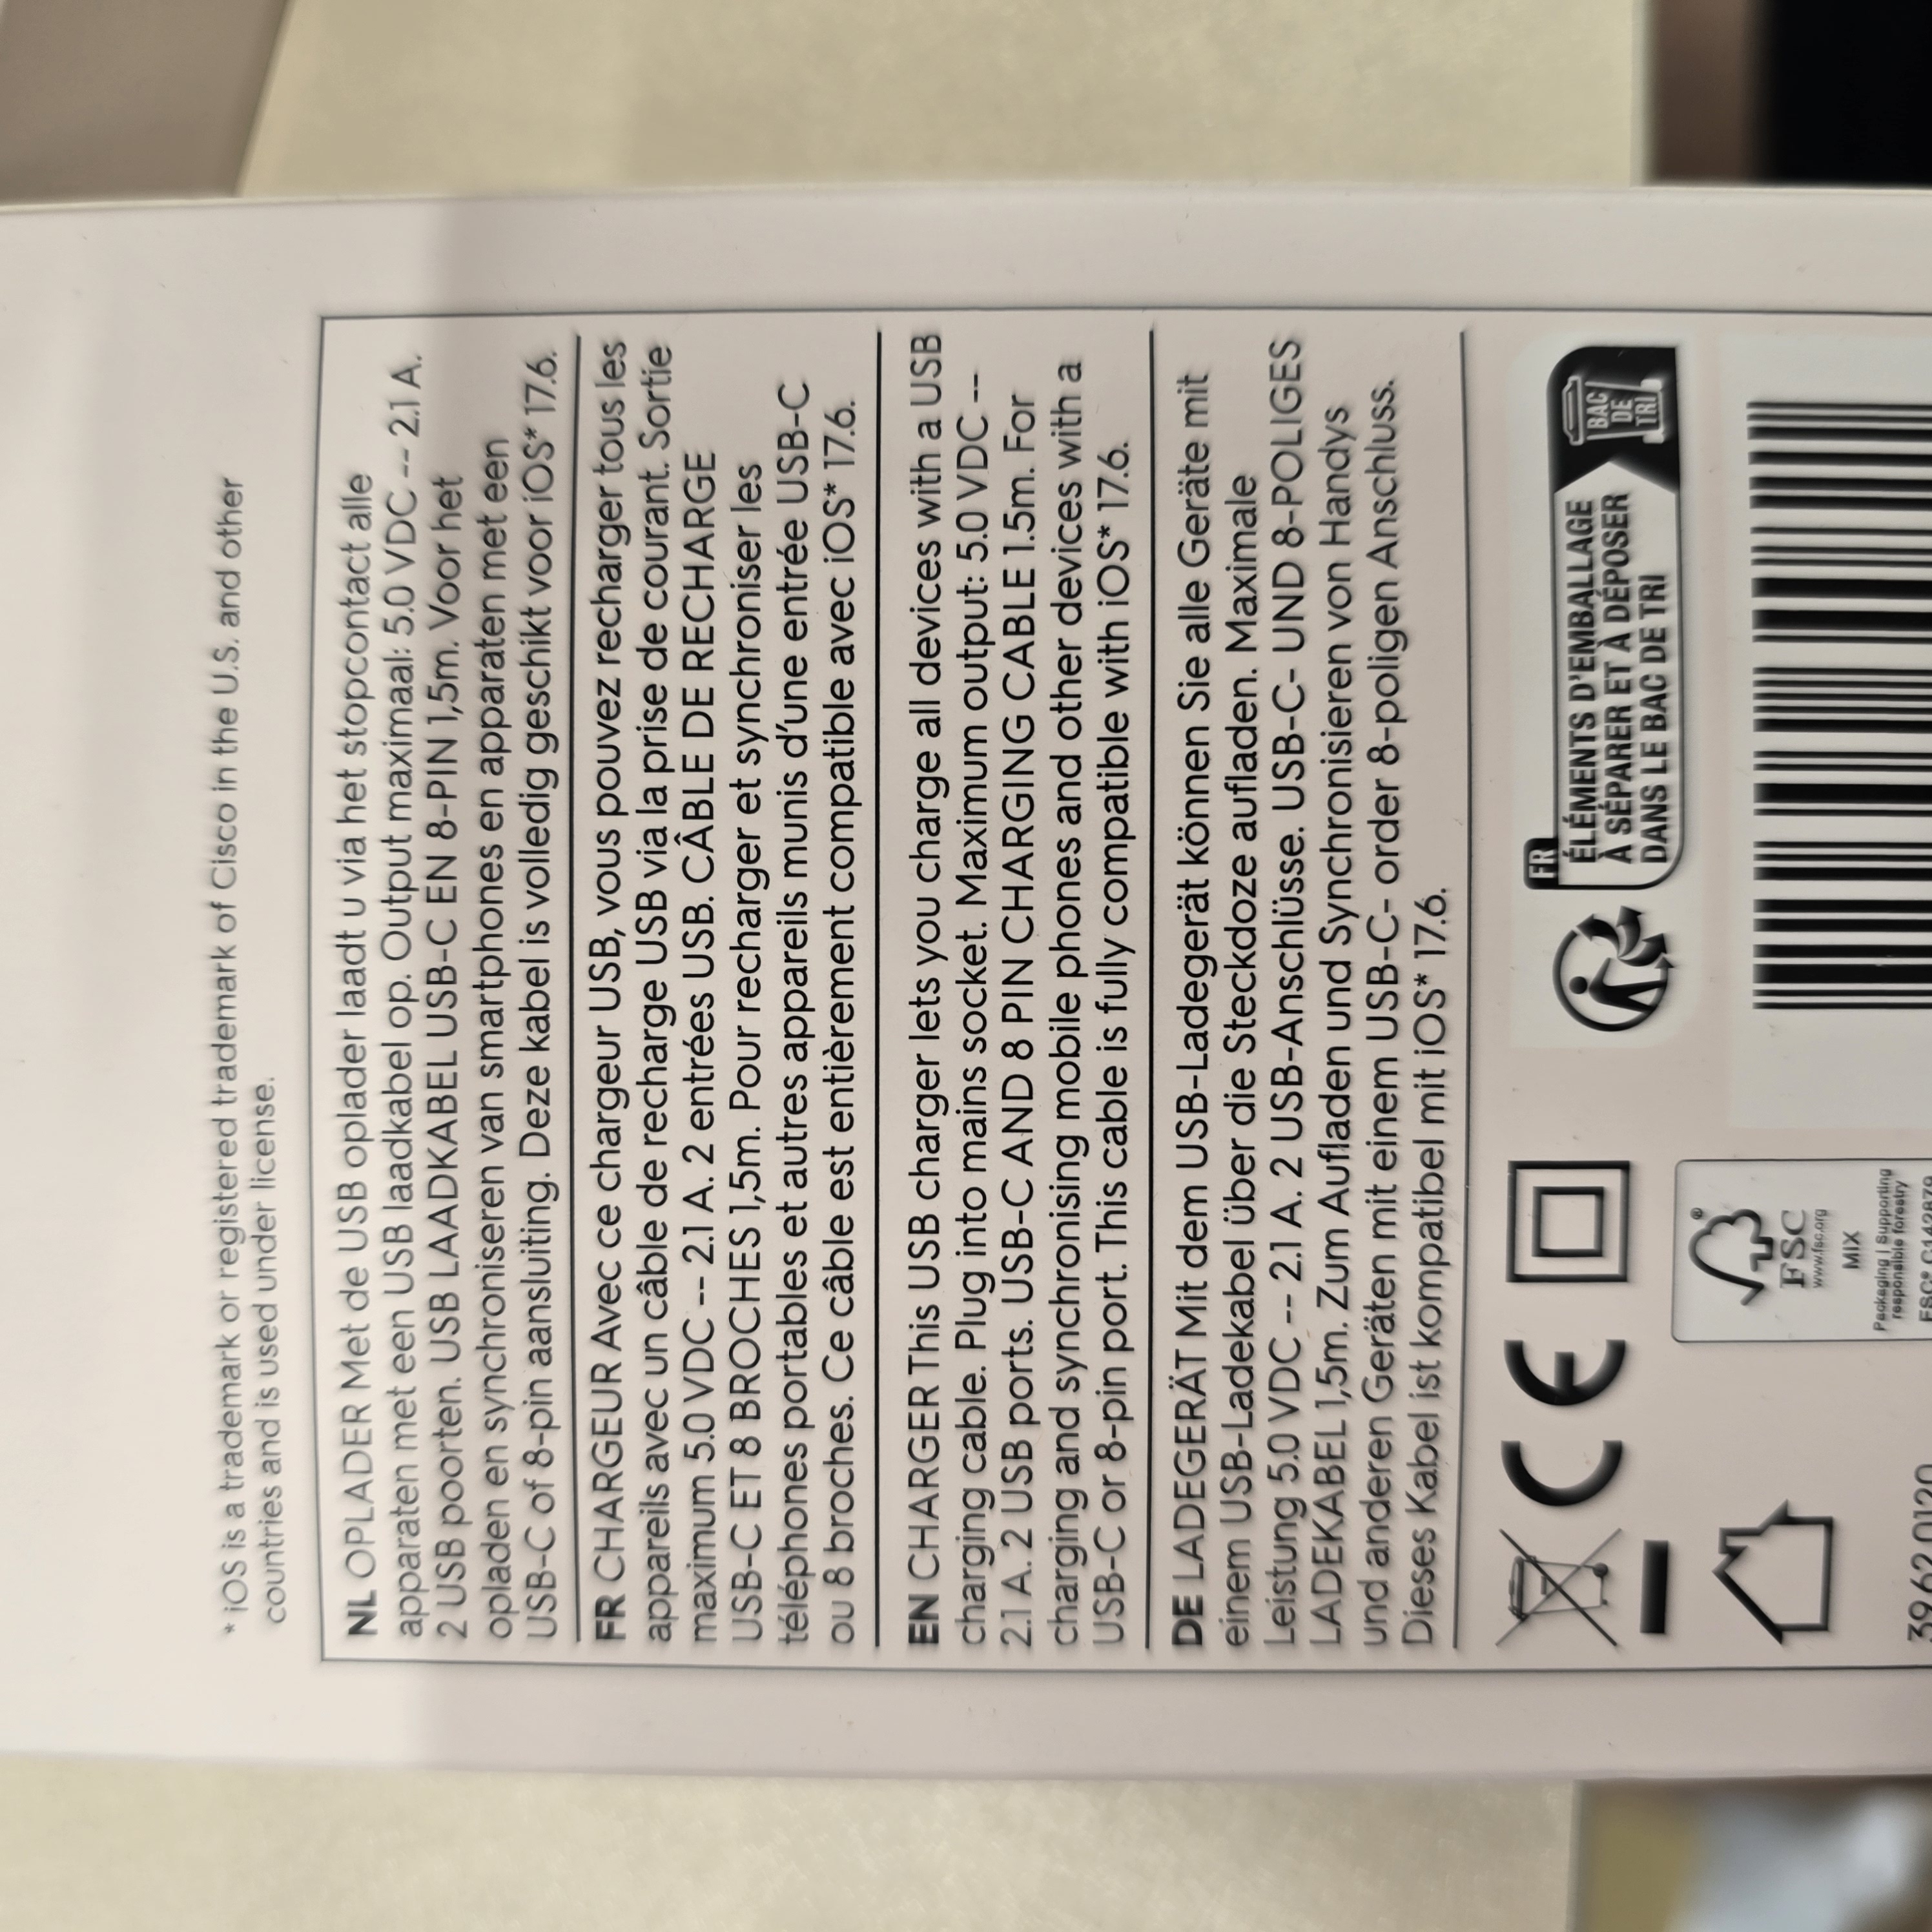 * iOS is a trademark or registered trademark of Cisco in the U.S. and other
countries and is used under license.
NL OPLADER Met de USB oplader laadt u via het stopcontact alle
apparaten met een USB laadkabel op. Output maximaal: 5.0 VDC -- 2.1 A.
2 USB poorten. USB LAADKABEL USB-C EN 8-PIN 1,5m. Voor het
opladen en synchroniseren van smartphones en apparaten met een
USB-C of 8-pin aansluiting. Deze kabel is volledig geschikt voor iOS* 17.6.
FR CHARGEUR Avec ce chargeur USB, vous pouvez recharger tous les
appareils avec un câble de recharge USB via la prise de courant. Sortie
maximum 5.0 VDC -- 2.1 A. 2 entrées USB. CÂBLE DE RECHARGE
USB-C ET 8 BROCHES 1,5m. Pour recharger et synchroniser les
téléphones portables et autres appareils munis d'une entrée USB-C
ou 8 broches. Ce câble est entièrement compatible avec iOS* 17.6.
EN CHARGER This USB charger lets you charge all devices with a USB
charging cable. Plug into mains socket. Maximum output: 5.0 VDC --
2.1 A. 2 USB ports. USB-C AND 8 PIN CHARGING CABLE 1.5m. For
charging and synchronising mobile phones and other devices with a
USB-C or 8-pin port. This cable is fully compatible with iOS* 17.6.
DE LADEGERÄT Mit dem USB-Ladegerät können Sie alle Geräte mit
einem USB-Ladekabel über die Steckdoze aufladen. Maximale
Leistung 5.0 VDC -- 2.1 A. 2 USB-Anschlüsse. USB-C- UND 8-POLIGES
LADEKABEL 1,5m. Zum Aufladen und Synchronisieren von Handys
und anderen Geräten mit einem USB-C- order 8-poligen Anschluss.
Dieses Kabel ist kompatibel mit iOS* 17.6.
CE
FR
ÉLÉMENTS D'EMBALLAGE
À SÉPARER ET À DÉPOSER
DANS LE BAC DE TRI
BAC
DE
TRI
FSC
www.fsc.org
MIX
Packaging | Supporting
responsible forestry
FSC® C142879
3962.0120